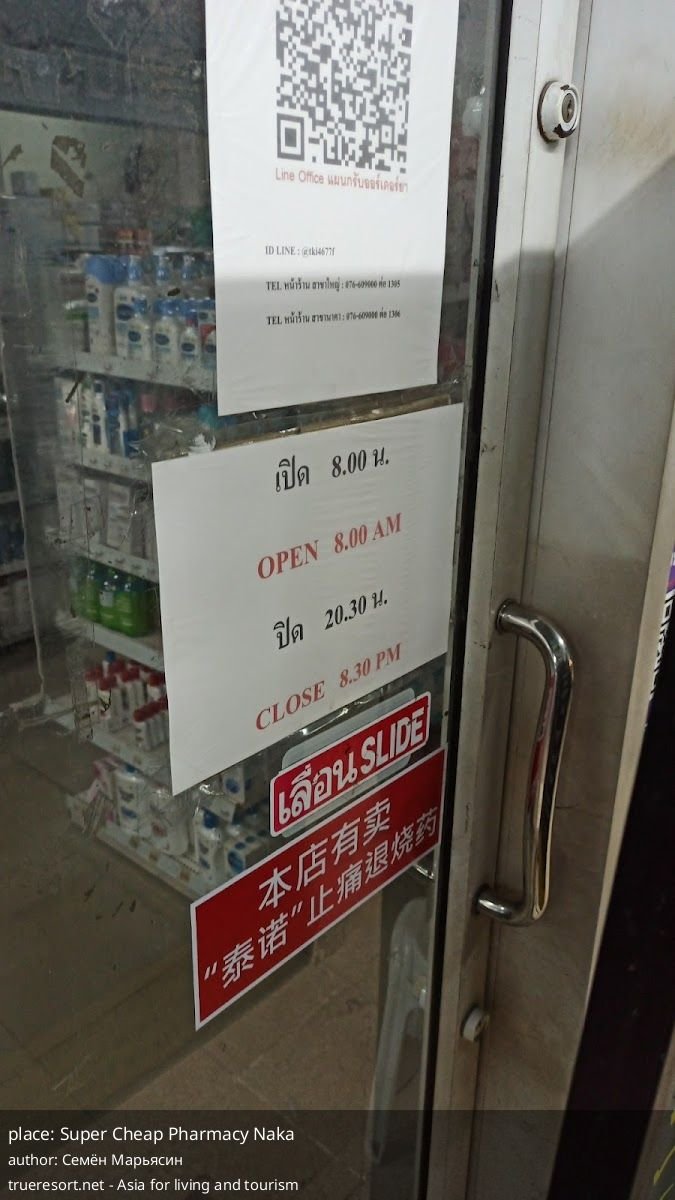 Line Office แผนกรับออร์เดอร์ยา
ID LINE : @tki4677f
TEL หน้าร้าน สาขาใหญ่ : 076-609000 ต่อ 1305
TEL หน้าร้าน สาขานาคา : 076-609000 ต่อ 1306
เปิด 8.00 น.
OPEN 8.00 AM
ปิด 20.30 น.
CLOSE 8.30 PM
เลื่อน SLIDE
本店有卖
“泰诺”止痛退烧药
place: Super Cheap Pharmacy Naka
author: Семён Марьясин
trueresort.net - Asia for living and tourism